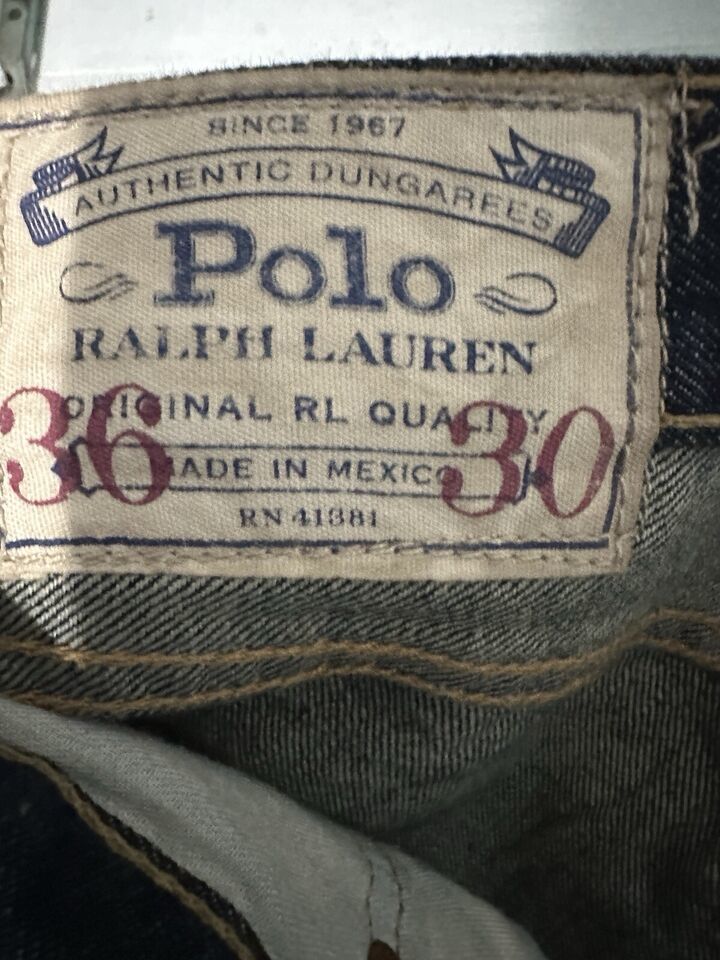 SINCE 1967
AUTHENTIC DUNGAREES
Polo
RALPH LAUREN
ORIGINAL RL QUALITY
36 MADE IN MEXICO 30
RN 41381